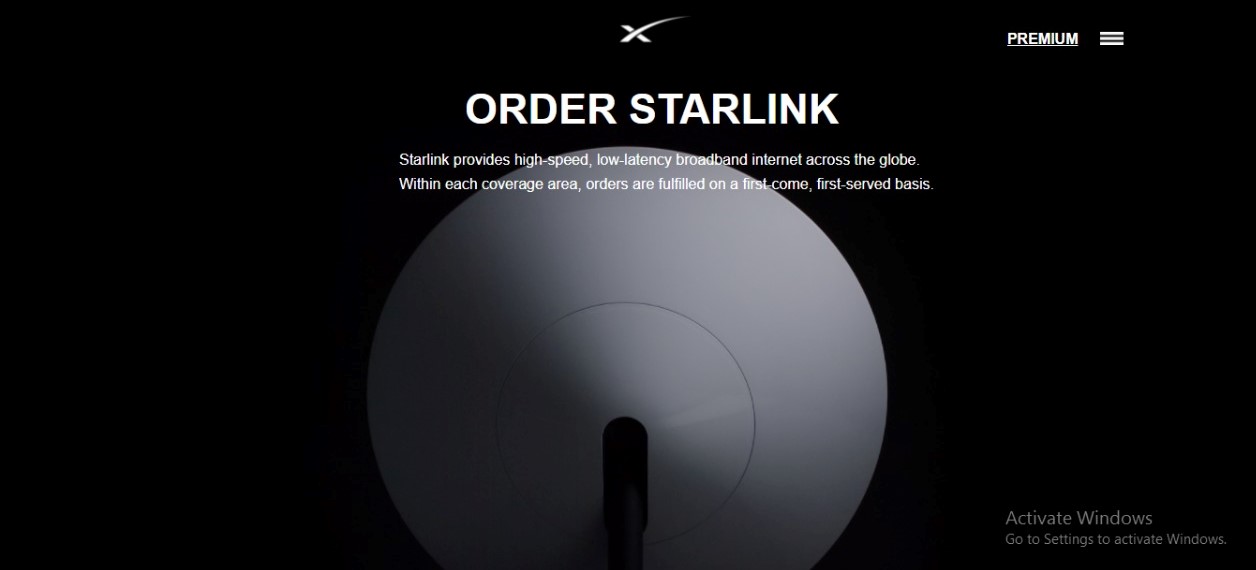 PREMIUM
ORDER STARLINK
Starlink provides high-speed, low-latency broadband internet across the globe.
Within each coverage area, orders are fulfilled on a first-come, first-served basis.
Activate Windows
Go to Settings to activate Windows.